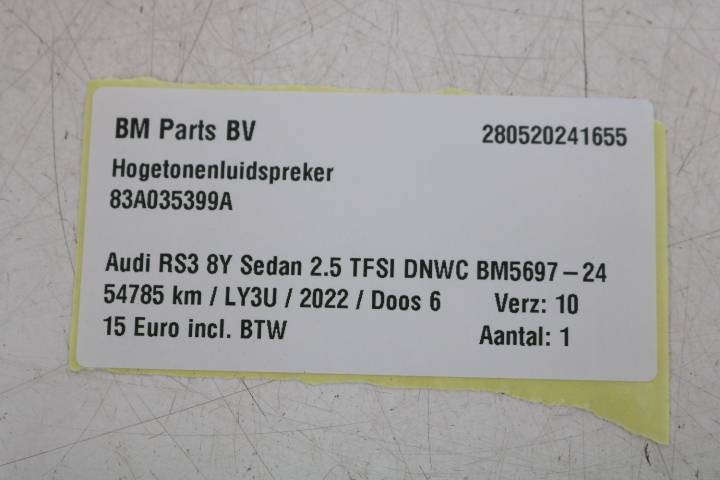 BM Parts BV 280520241655
Hogetonenluidspreker
83A035399A
Audi RS3 8Y Sedan 2.5 TFSI DNWC BM5697-24
54785 km / LY3U / 2022 / Doos 6 Verz: 10
15 Euro incl. BTW Aantal: 1